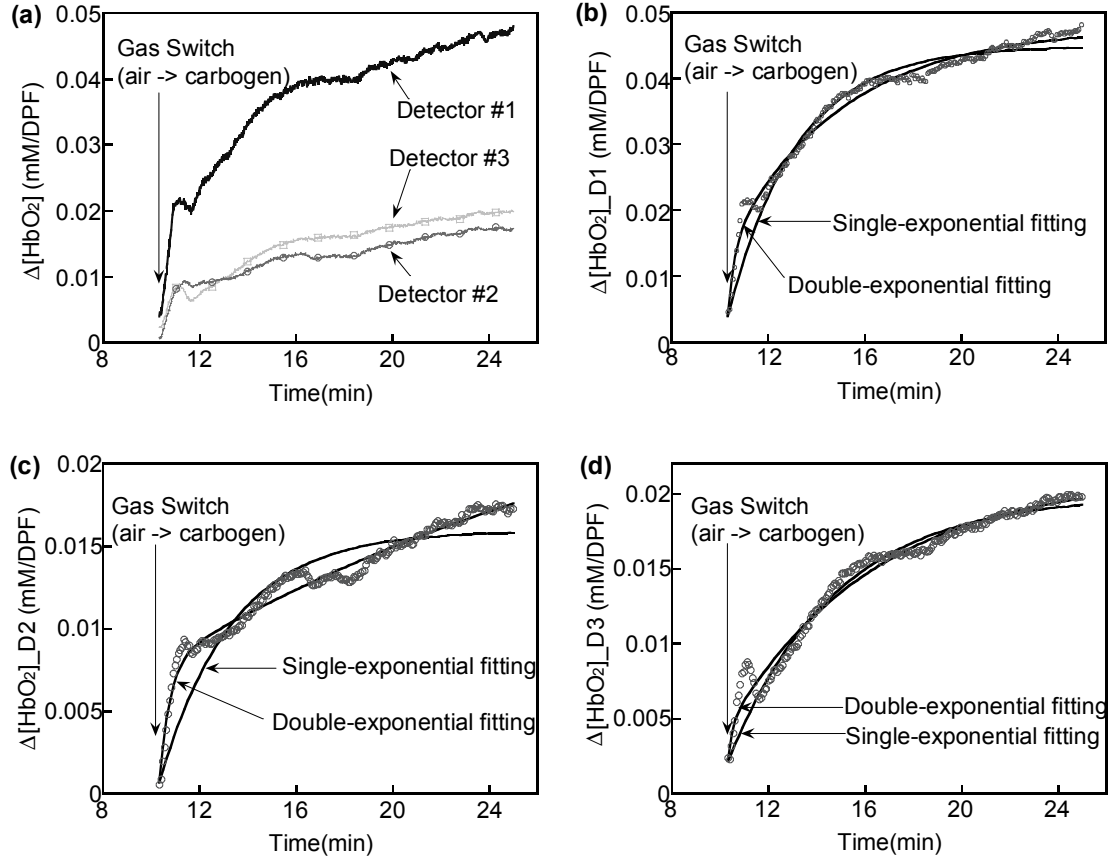 (a)
0.05
0.04
0.03
0.02
0.01
0
Δ[HbO2] (mM/DPF)
Gas Switch
(air -> carbogen)
Detector #1
Detector #3
Detector #2
8
12
16
20
24
Time(min)
(b)
0.05
0.04
0.03
0.02
0.01
0
Δ[HbO2]_D1 (mM/DPF)
Gas Switch
(air -> carbogen)
Single-exponential fitting
Double-exponential fitting
8
12
16
20
24
Time(min)
(c)
0.02
0.015
0.01
0.005
0
Δ[HbO2]_D2 (mM/DPF)
Gas Switch
(air -> carbogen)
Single-exponential fitting
Double-exponential fitting
8
12
16
20
24
Time(min)
(d)
0.02
0.015
0.01
0.005
0
Δ[HbO2]_D3 (mM/DPF)
Gas Switch
(air -> carbogen)
Double-exponential fitting
Single-exponential fitting
8
12
16
20
24
Time(min)